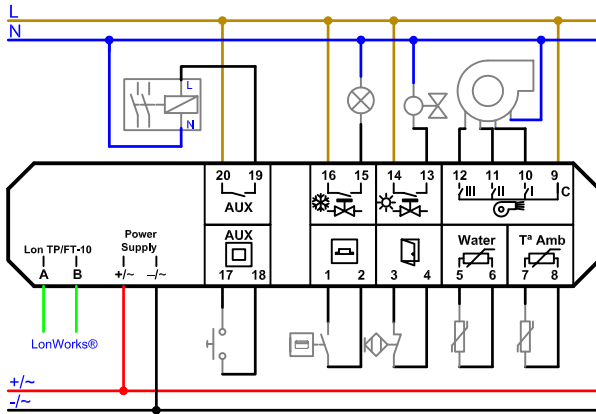 L
N
L
N
20 19 16 15 14 13 12 11 10 9
III II I C
AUX
Power
Supply
Lon TP/FT-10
A B +/~ –/~
AUX
Water Tª Amb
17 18 1 2 3 4 5 6 7 8
LonWorks®
+/~
-/~